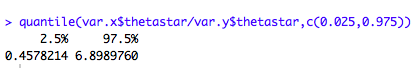 > quantile(var.x$thetastar/var.y$thetastar,c(0.025,0.975))
2.5% 97.5%
0.4578214 6.8989760